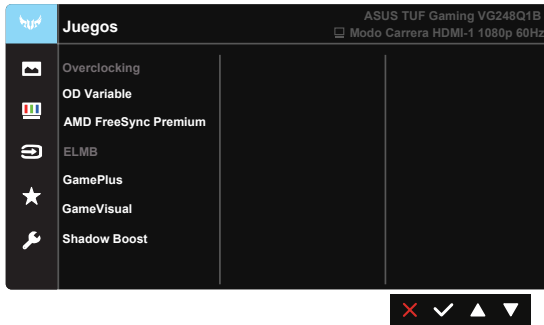 Juegos
ASUS TUF Gaming VG248Q1B
Modo Carrera HDMI-1 1080p 60Hz
Overclocking
OD Variable
AMD FreeSync Premium
ELMB
GamePlus
GameVisual
Shadow Boost